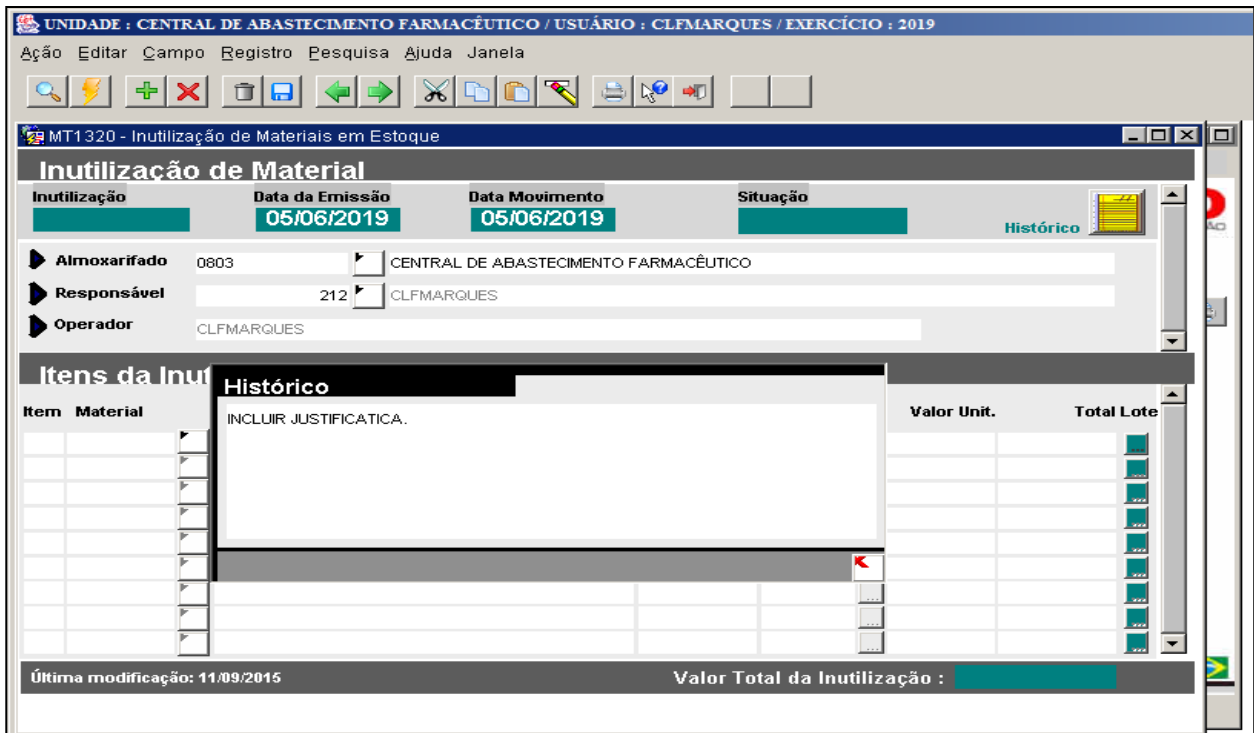 UNIDADE : CENTRAL DE ABASTECIMENTO FARMACÊUTICO / USUÁRIO : CLFMARQUES / EXERCÍCIO : 2019
Ação Editar Campo Registro Pesquisa Ajuda Janela
MT1320 - Inutilização de Materiais em Estoque
Inutilização de Material
Inutilização Data da Emissão Data Movimento Situação
05/06/2019 05/06/2019
Histórico
Almoxarifado 0803 CENTRAL DE ABASTECIMENTO FARMACÊUTICO
Responsável 212 CLFMARQUES
Operador CLFMARQUES
Itens da Inut
Histórico
Item Material Valor Unit. Total Lote
INCLUIR JUSTIFICATICA.
Última modificação: 11/09/2015 Valor Total da Inutilização :